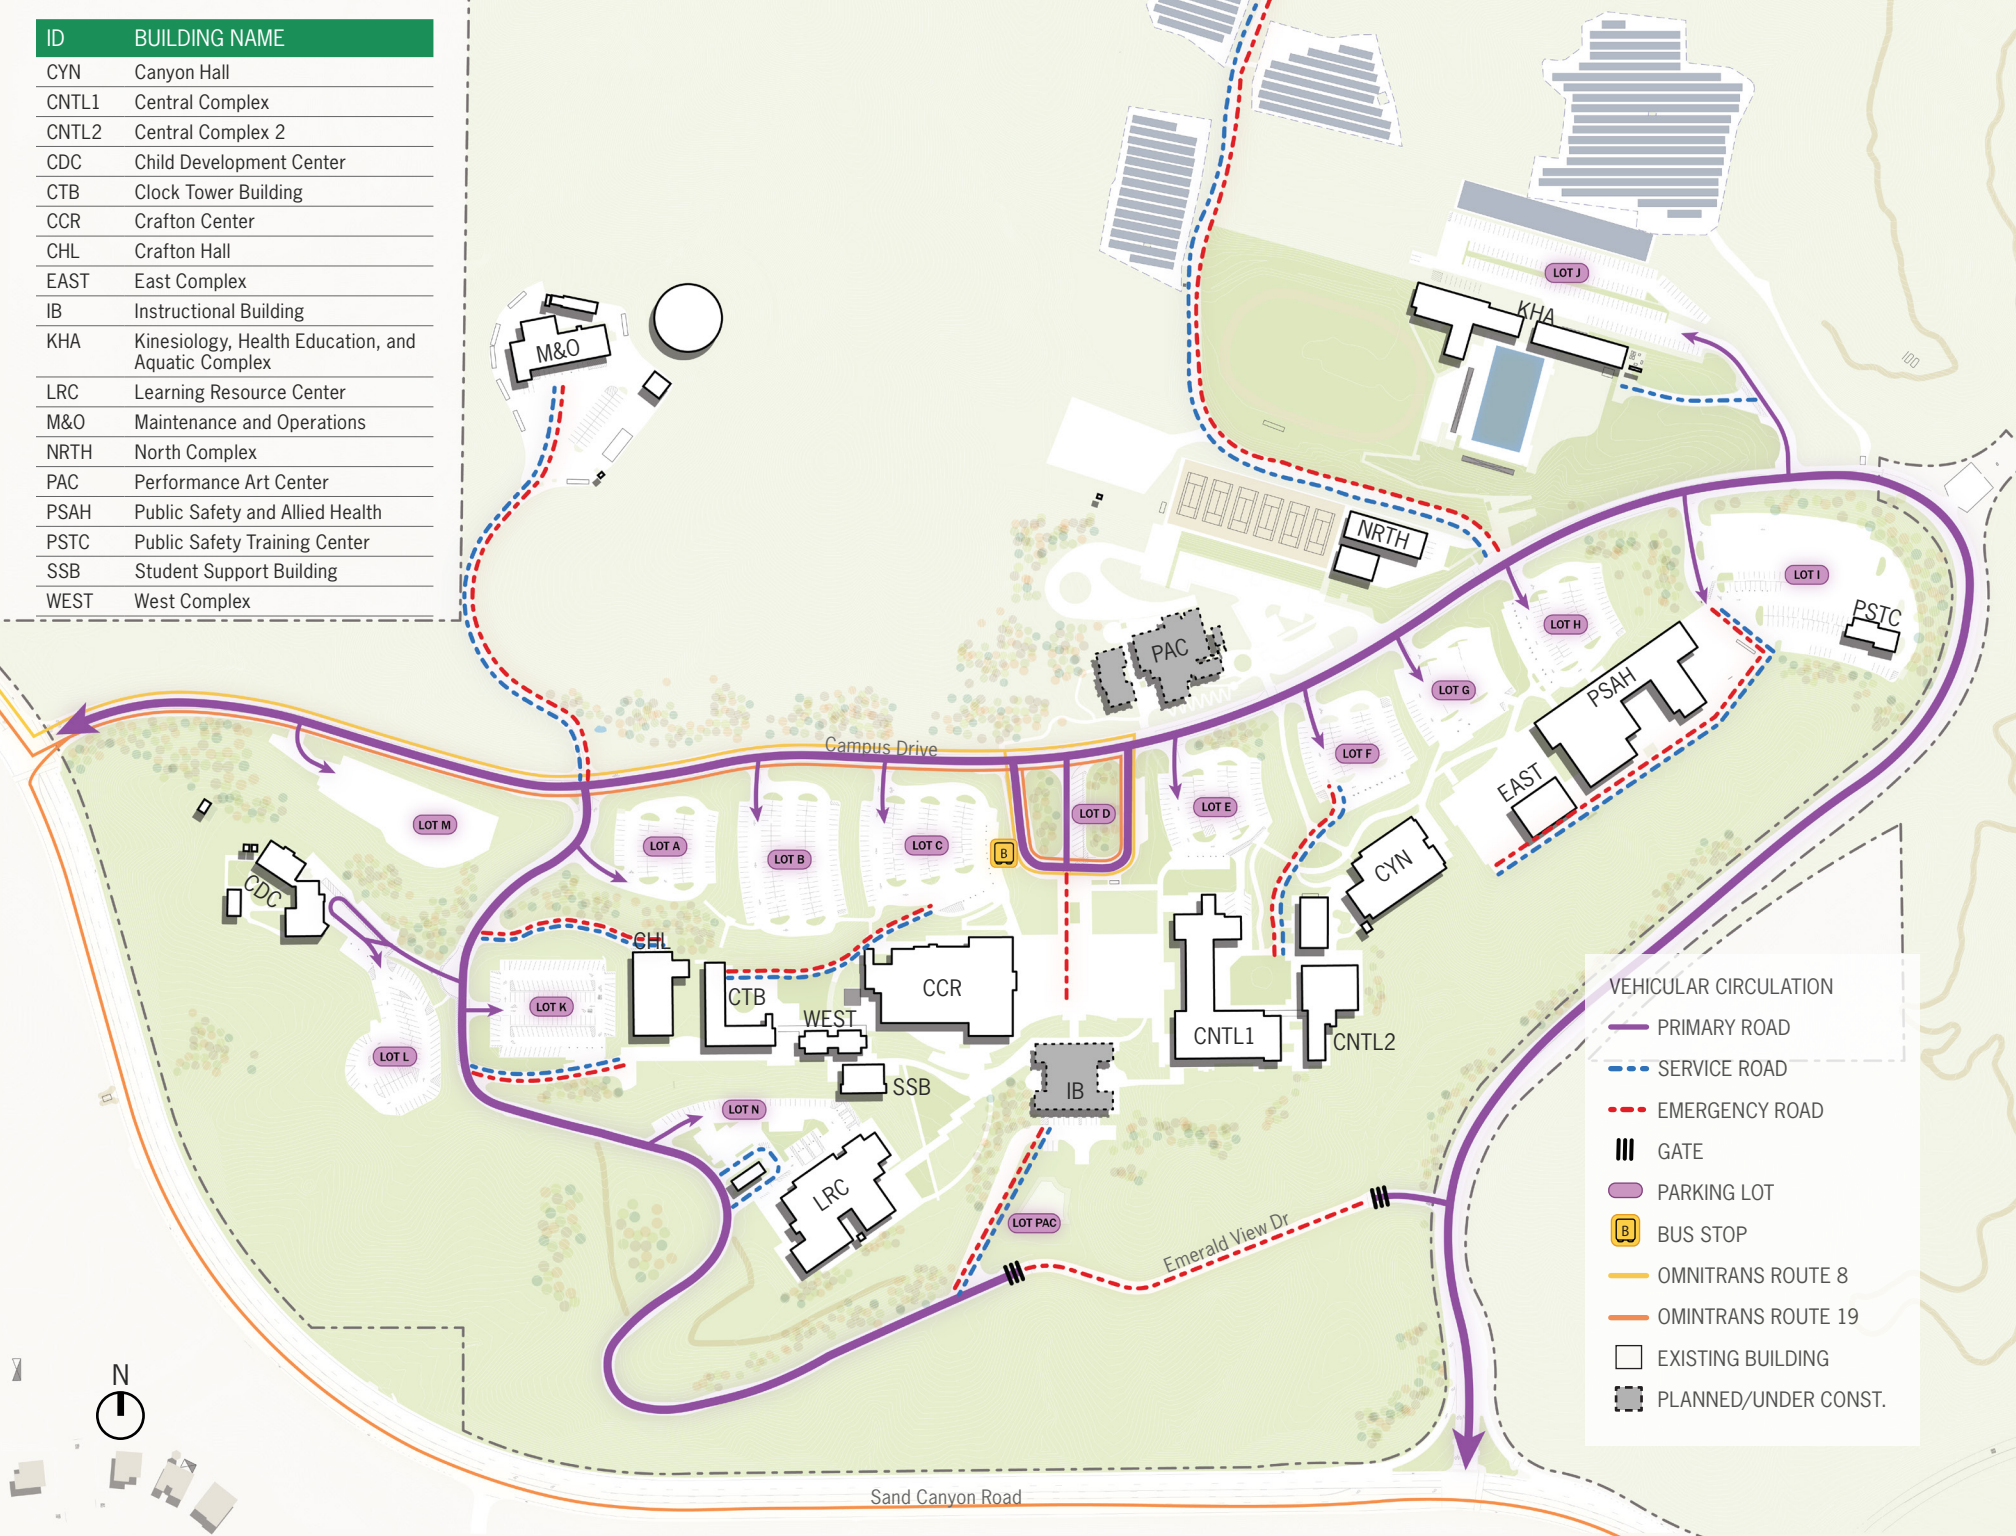 ID BUILDING NAME
CYN Canyon Hall
CNTL1 Central Complex
CNTL2 Central Complex 2
CDC Child Development Center
CTB Clock Tower Building
CCR Crafton Center
CHL Crafton Hall
EAST East Complex
IB Instructional Building
KHA Kinesiology, Health Education, and
Aquatic Complex
LRC Learning Resource Center
M&O Maintenance and Operations
NRTH North Complex
PAC Performance Art Center
PSAH Public Safety and Allied Health
PSTC Public Safety Training Center
SSB Student Support Building
WEST West Complex
LOT J
KHA
M&O
NRTH
LOT I
PSTC
LOT H
PAC
LOT G
PSAH
Campus Drive
LOT F
EAST
LOT M
LOT A
LOT B
LOT C
B
LOT D
LOT E
CYN
CDC
CHL
CTB
CCR
LOT K
WEST
CNTL1
CNTL2
LOT L
SSB
IB
LOT N
LRC
LOT PAC
Emerald View Dr
Sand Canyon Road
N
VEHICULAR CIRCULATION
PRIMARY ROAD
SERVICE ROAD
EMERGENCY ROAD
GATE
PARKING LOT
B BUS STOP
OMNITRANS ROUTE 8
OMINTRANS ROUTE 19
EXISTING BUILDING
PLANNED/UNDER CONST.